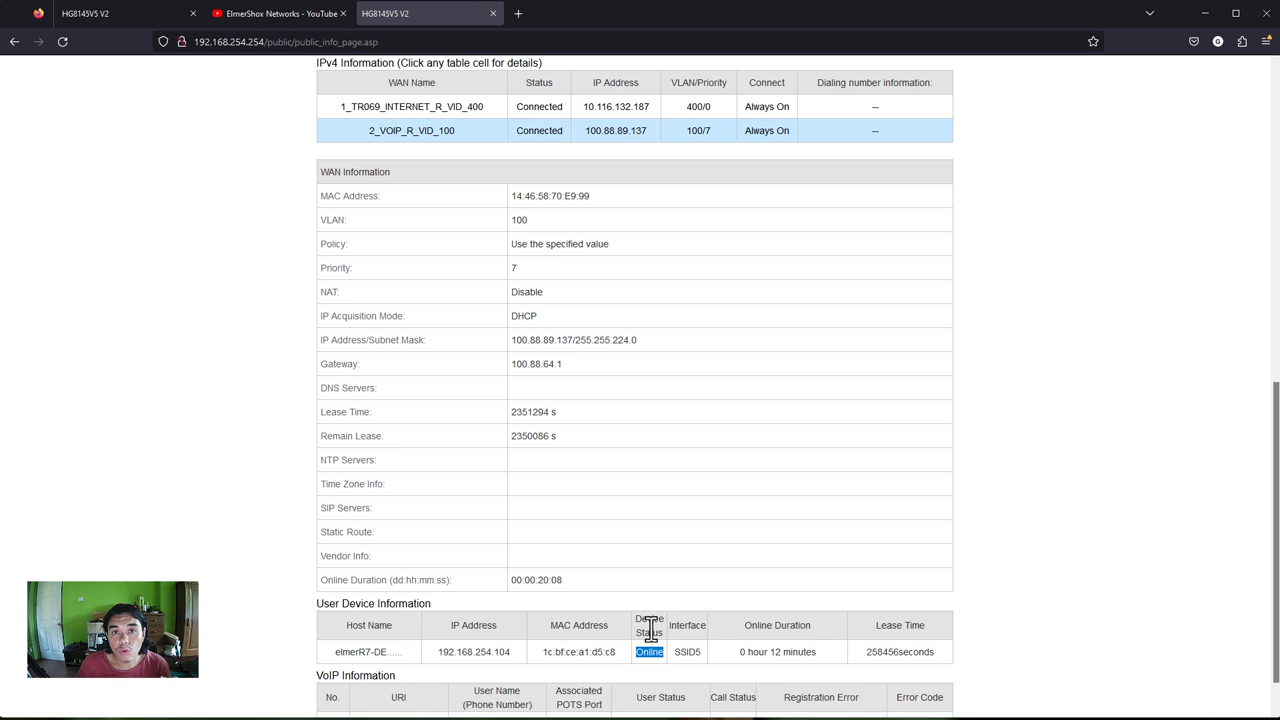 HG8145V5 V2
ElmerShox Networks - YouTube
HG8145V5 V2
192.168.254.254/public/public_info_page.asp
IPv4 Information (Click any table cell for details)
WAN Name Status IP Address VLAN/Priority Connect Dialing number information:
1_TR069_INTERNET_R_VID_400 Connected 10.116.132.187 400/0 Always On --
2_VOIP_R_VID_100 Connected 100.88.89.137 100/7 Always On --
WAN Information
MAC Address: 14:46:58:70:E9:99
VLAN: 100
Policy: Use the specified value
Priority: 7
NAT: Disable
IP Acquisition Mode: DHCP
IP Address/Subnet Mask: 100.88.89.137/255.255.224.0
Gateway: 100.88.64.1
DNS Servers:
Lease Time: 2351294 s
Remain Lease: 2350086 s
NTP Servers:
Time Zone Info:
SIP Servers:
Static Route:
Vendor Info:
Online Duration (dd:hh:mm:ss): 00:00:20:08
User Device Information
Host Name IP Address MAC Address Device Status Interface Online Duration Lease Time
elmerR7-DE...... 192.168.254.104 1c:bf:ce:a1:d5:c8 Online SSID5 0 hour 12 minutes 258456seconds
VoIP Information
No. URI User Name (Phone Number) Associated POTS Port User Status Call Status Registration Error Error Code